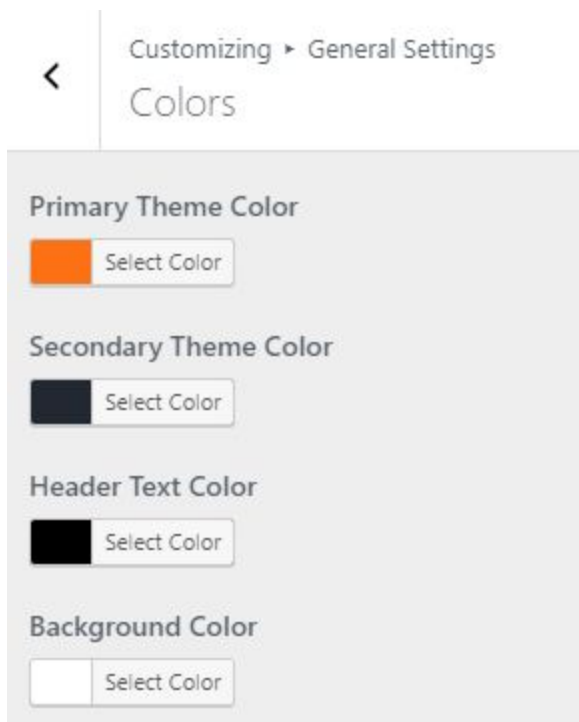 Customizing ▸ General Settings
Colors
Primary Theme Color
Select Color
Secondary Theme Color
Select Color
Header Text Color
Select Color
Background Color
Select Color